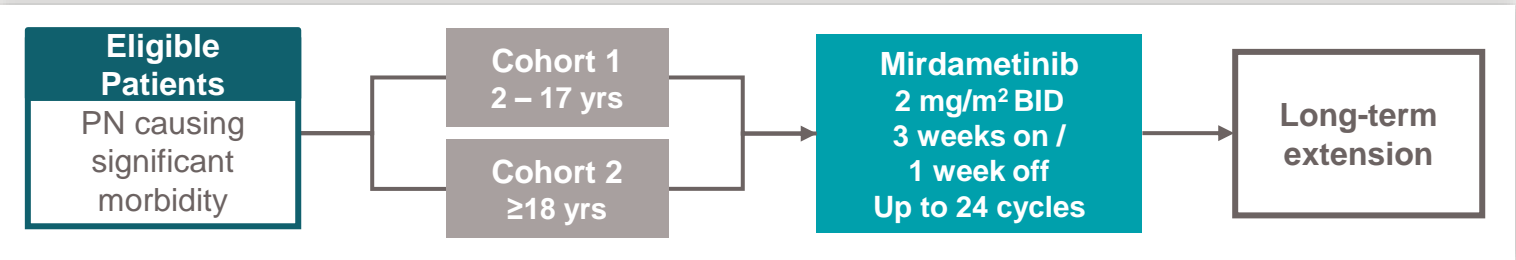 Eligible
Patients
PN causing
significant
morbidity
Cohort 1
2 – 17 yrs
Cohort 2
≥18 yrs
Mirdametinib
2 mg/m² BID
3 weeks on /
1 week off
Up to 24 cycles
Long-term
extension